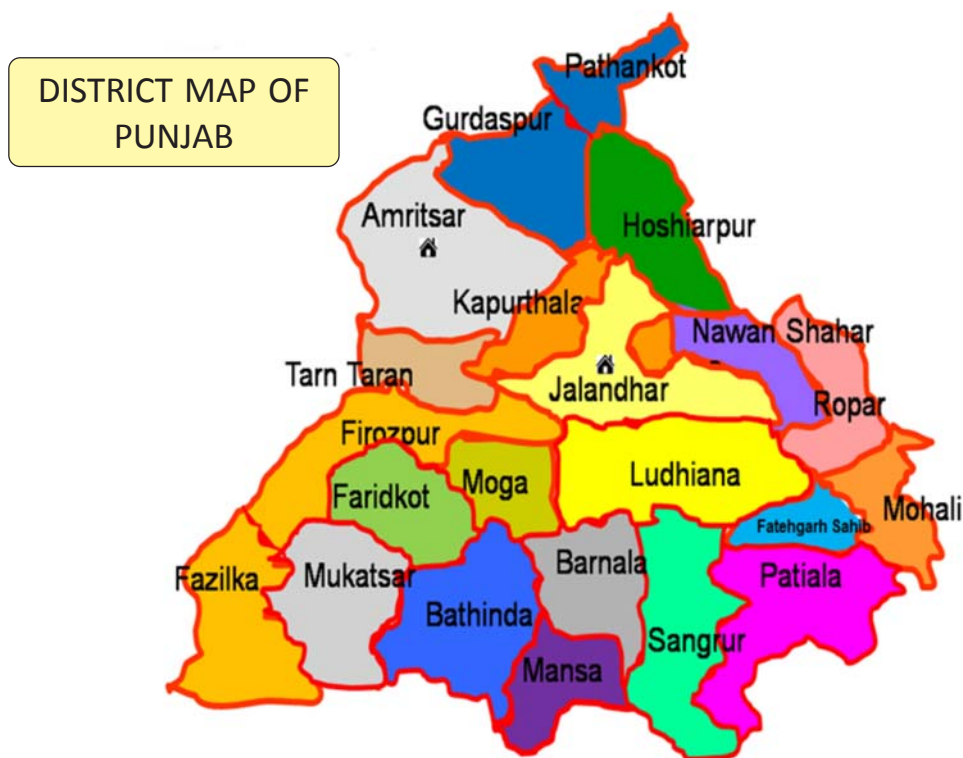 DISTRICT MAP OF
PUNJAB
Pathankot
Gurdaspur
Amritsar
Hoshiarpur
Kapurthala
Nawan Shahar
Tarn Taran
Jalandhar
Ropar
Firozpur
Moga
Ludhiana
Faridkot
Mohali
Fatehgarh Sahib
Fazilka
Mukatsar
Barnala
Patiala
Bathinda
Sangrur
Mansa